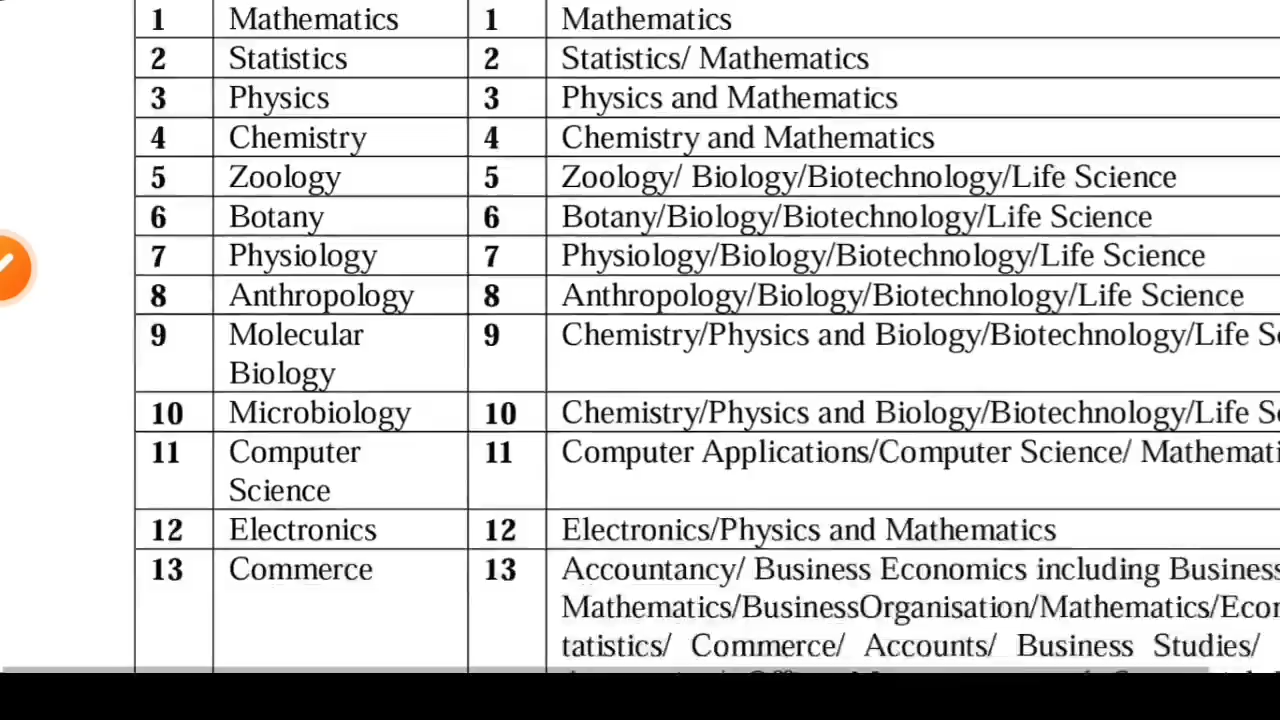 1 Mathematics 1 Mathematics
2 Statistics 2 Statistics/ Mathematics
3 Physics 3 Physics and Mathematics
4 Chemistry 4 Chemistry and Mathematics
5 Zoology 5 Zoology/ Biology/Biotechnology/Life Science
6 Botany 6 Botany/Biology/Biotechnology/Life Science
7 Physiology 7 Physiology/Biology/Biotechnology/Life Science
8 Anthropology 8 Anthropology/Biology/Biotechnology/Life Science
9 Molecular 9 Chemistry/Physics and Biology/Biotechnology/Life
Biology
10 Microbiology 10 Chemistry/Physics and Biology/Biotechnology/Life
11 Computer 11 Computer Applications/Computer Science/ Mathemati
Science
12 Electronics 12 Electronics/Physics and Mathematics
13 Commerce 13 Accountancy/ Business Economics including Business
Mathematics/BusinessOrganisation/Mathematics/Econ
tatistics/ Commerce/ Accounts/ Business Studies/